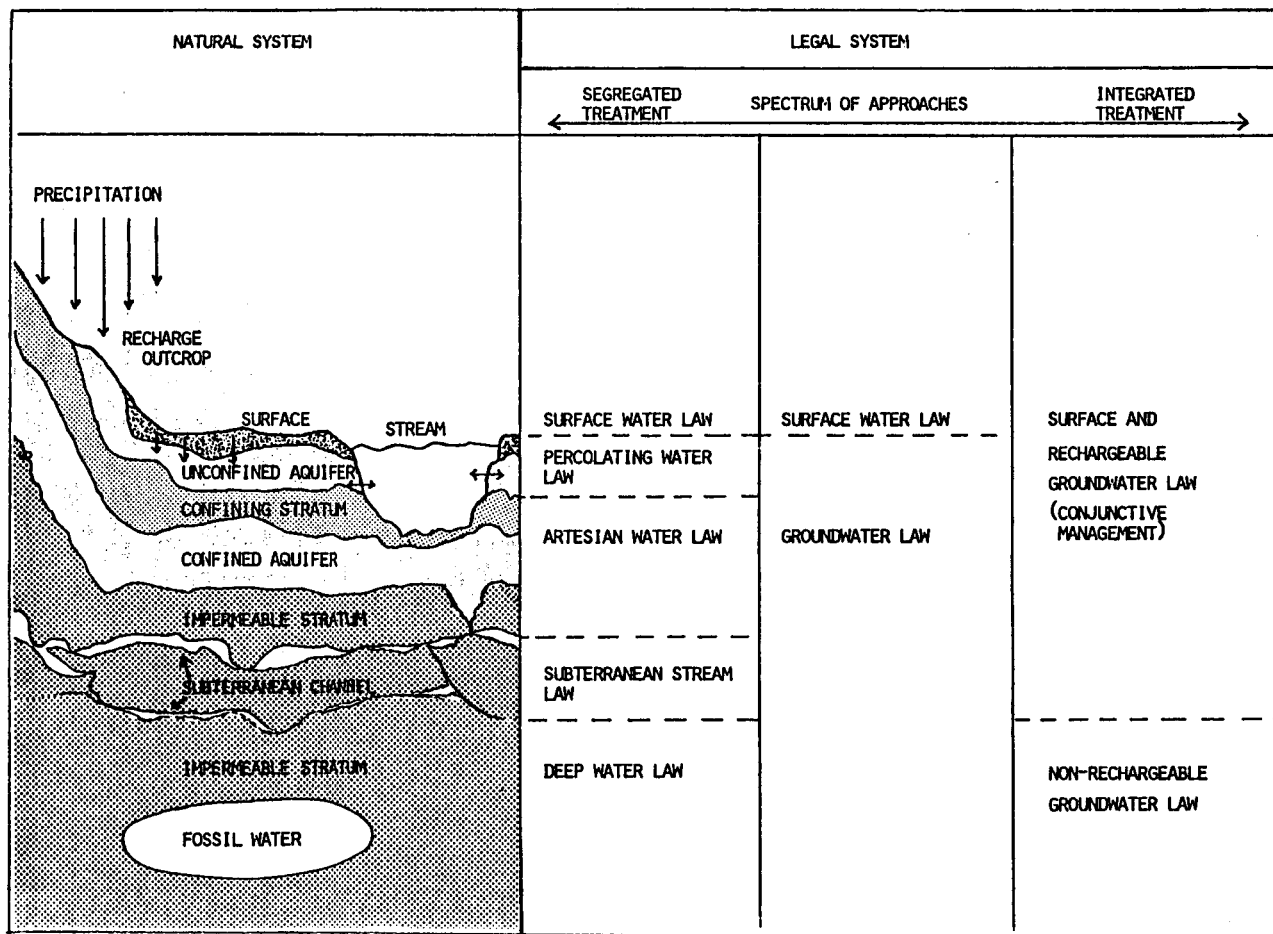 NATURAL SYSTEM
LEGAL SYSTEM
SEGREGATED
TREATMENT
SPECTRUM OF APPROACHES
INTEGRATED
TREATMENT
PRECIPITATION
RECHARGE
OUTCROP
SURFACE
STREAM
UNCONFINED AQUIFER
CONFINING STRATUM
CONFINED AQUIFER
IMPERMEABLE STRATUM
SUBTERRANEAN CHANNEL
IMPERMEABLE STRATUM
FOSSIL WATER
SURFACE WATER LAW
PERCOLATING WATER
LAW
ARTESIAN WATER LAW
SUBTERRANEAN STREAM
LAW
DEEP WATER LAW
SURFACE WATER LAW
GROUNDWATER LAW
SURFACE AND
RECHARGEABLE
GROUNDWATER LAW
(CONJUNCTIVE
MANAGEMENT)
NON-RECHARGEABLE
GROUNDWATER LAW